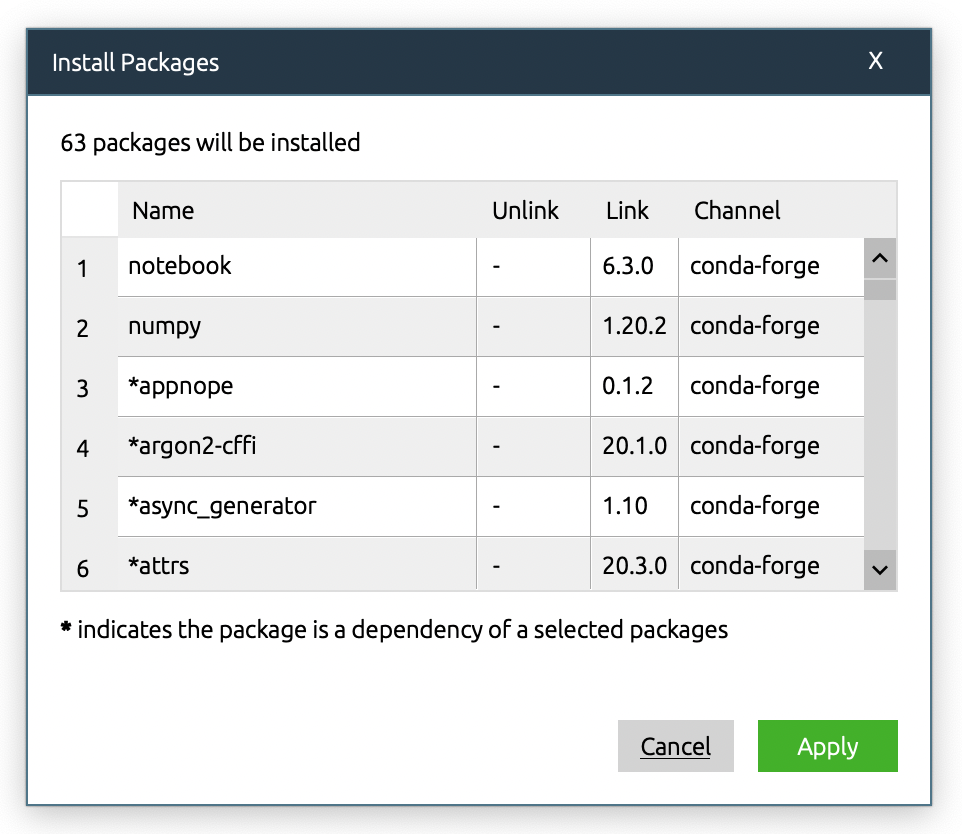 Install Packages X
63 packages will be installed
Name Unlink Link Channel
1 notebook - 6.3.0 conda-forge
2 numpy - 1.20.2 conda-forge
3 *appnope - 0.1.2 conda-forge
4 *argon2-cffi - 20.1.0 conda-forge
5 *async_generator - 1.10 conda-forge
6 *attrs - 20.3.0 conda-forge
* indicates the package is a dependency of a selected packages
Cancel Apply